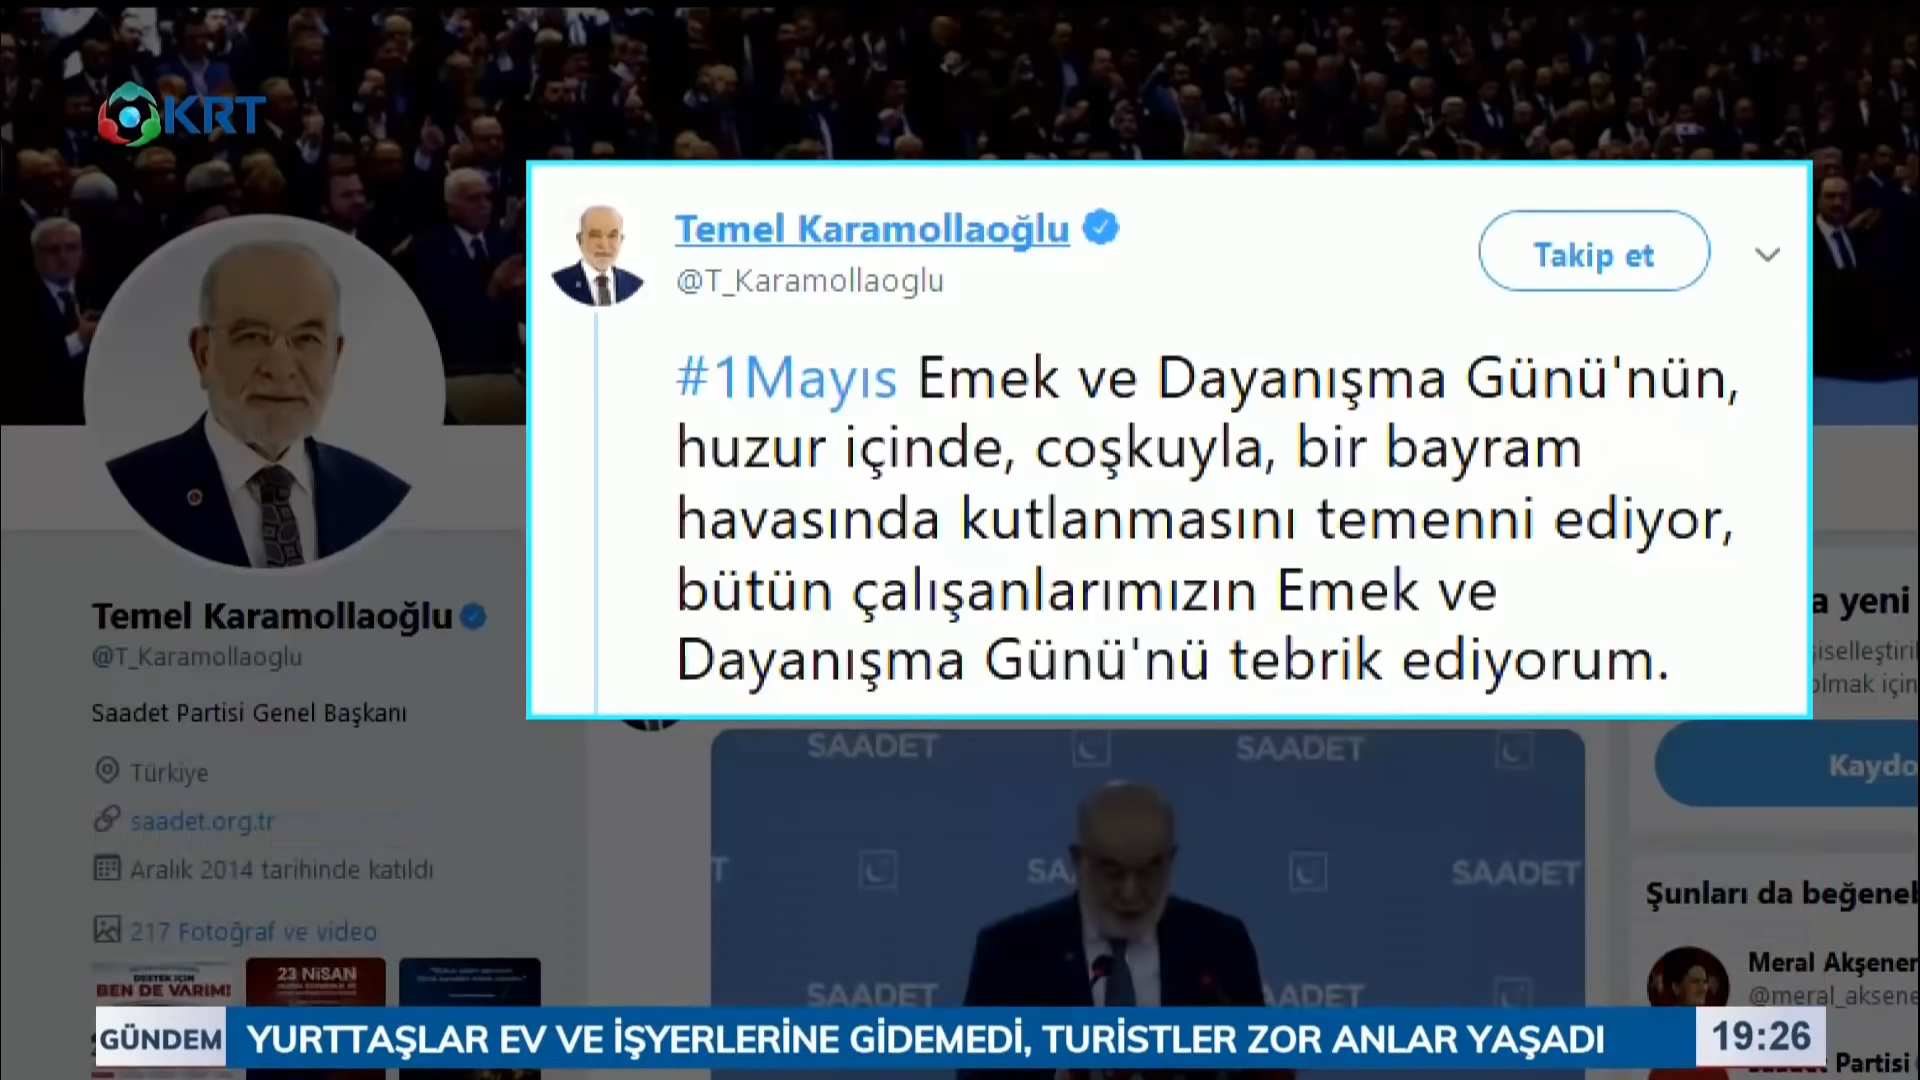 KRT
Temel Karamollaoğlu
@T_Karamollaoglu
Takip et
#1Mayıs Emek ve Dayanışma Günü'nün,
huzur içinde, coşkuyla, bir bayram
havasında kutlanmasını temenni ediyor,
bütün çalışanlarımızın Emek ve
Dayanışma Günü'nü tebrik ediyorum.
Temel Karamollaoğlu
@T_Karamollaoglu
Saadet Partisi Genel Başkanı
Türkiye
saadet.org.tr
Aralık 2014 tarihinde katıldı
217 Fotoğraf ve video
DESTEK İÇİN
BEN DE VARIM!
23 NİSAN
SAADET SAADET
SAADET
SAADET
yeni
Kaydo
Şunları da beğeneb
Meral Akşener
@meral_aksene
Partisi
GÜNDEM YURTTAŞLAR EV VE İŞYERLERİNE GİDEMEDİ, TURİSTLER ZOR ANLAR YAŞADI 19:26